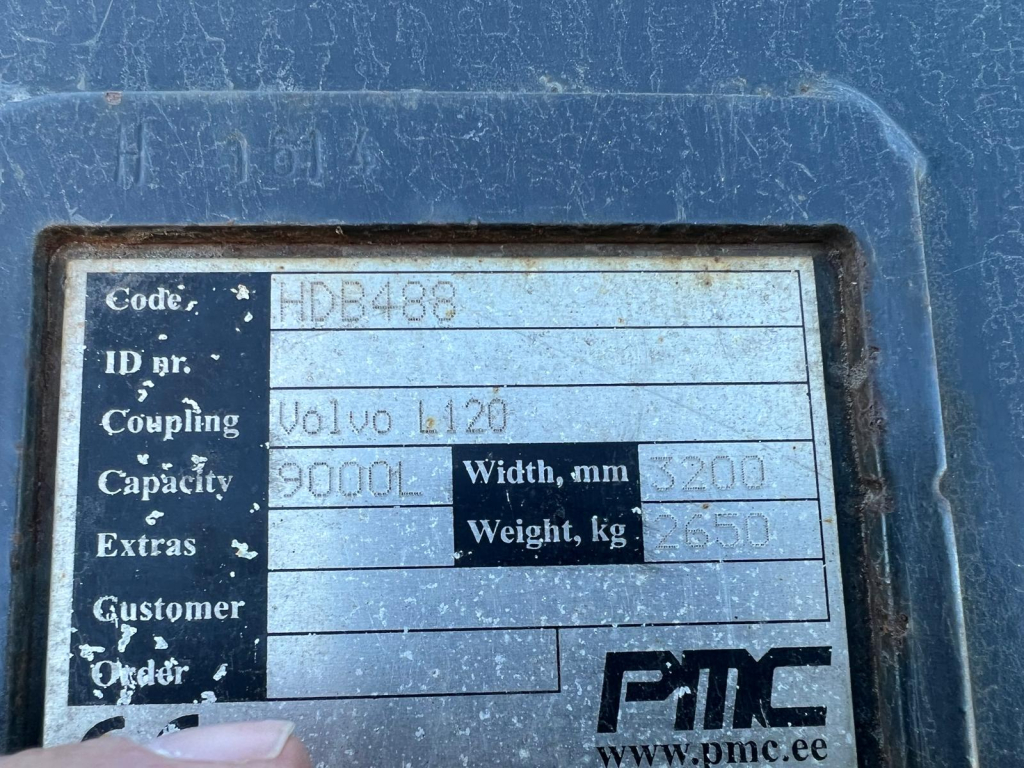 H 1614
Code HDB488
ID nr.
Coupling Volvo L120
Capacity 9000L Width, mm 3200
Extras Weight, kg 2650
Customer
Order
PMC
www.pmc.ee